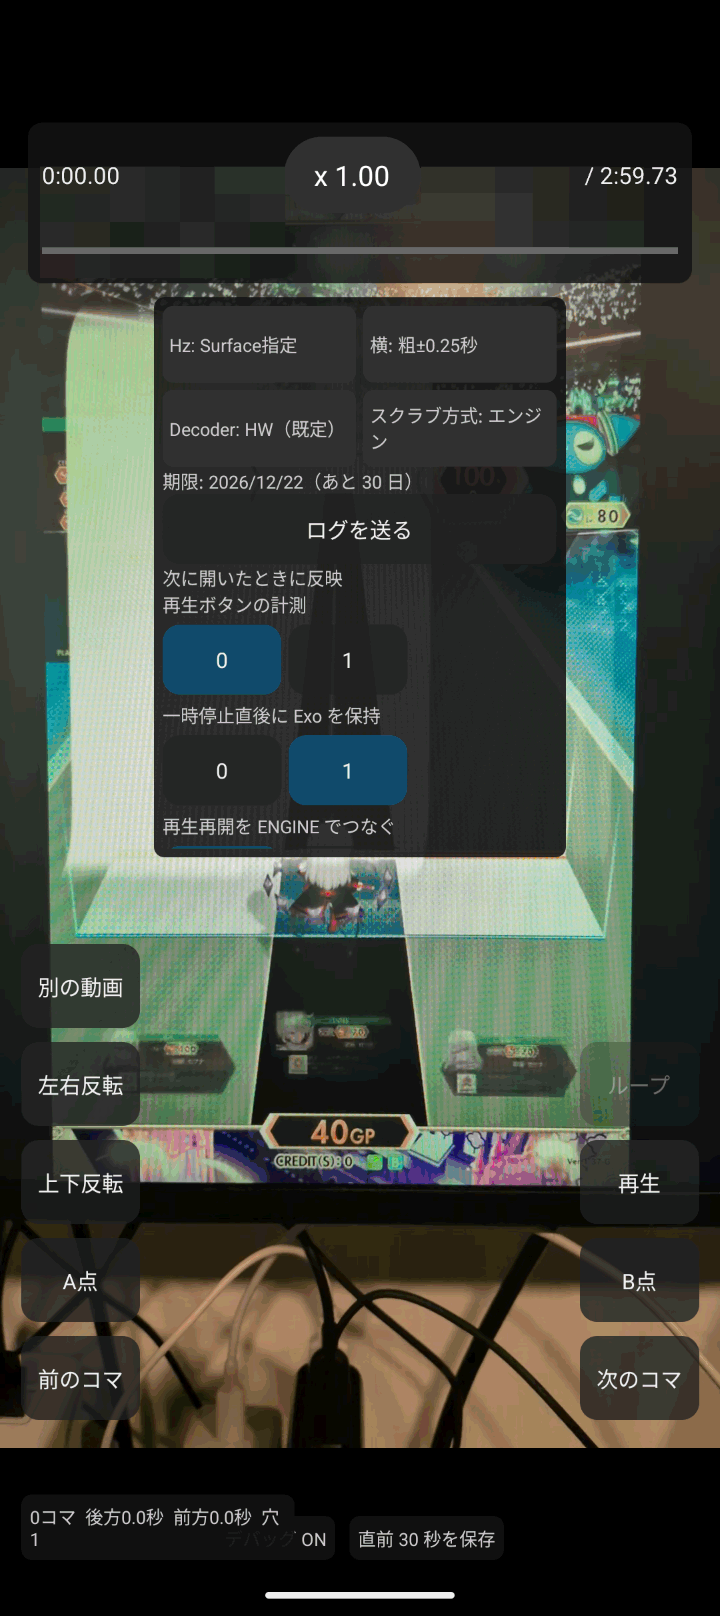 0:00.00
x 1.00
/ 2:59.73
Hz: Surface指定
横: 粗±0.25秒
Decoder: HW（既定）
スクラブ方式: エンジ
ン
期限: 2026/12/22（あと 30 日）
100
80
ログを送る
次に開いたときに反映
再生ボタンの計測
0
1
一時停止直後に Exo を保持
0
1
再生再開を ENGINE でつなぐ
別の動画
左右反転
ループ
40GP
CREDIT(S):0
上下反転
再生
A点
B点
前のコマ
次のコマ
0コマ 後方0.0秒 前方0.0秒 穴
1
デバッグ ON
直前 30 秒を保存